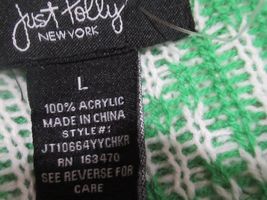 just Polly
NEW YORK
L
100% ACRYLIC
MADE IN CHINA
STYLE#:
JT10664YYCHKR
RN 163470
SEE REVERSE FOR
CARE